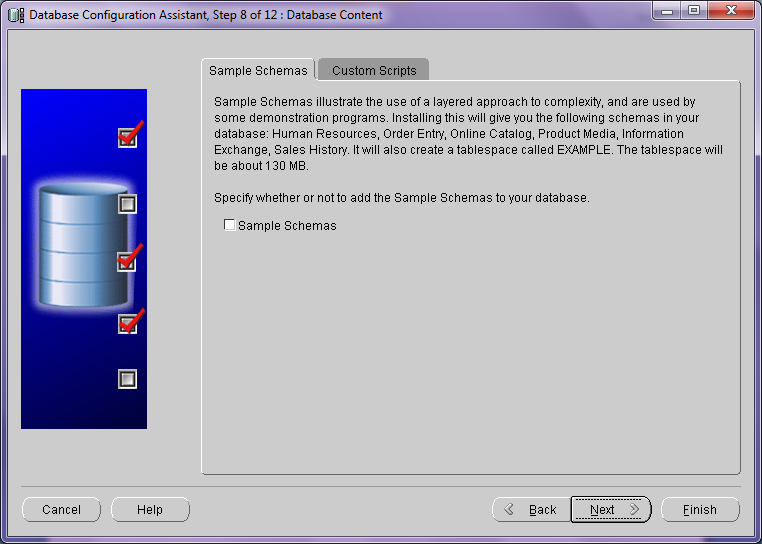 Database Configuration Assistant, Step 8 of 12 : Database Content
Sample Schemas
Custom Scripts
Sample Schemas illustrate the use of a layered approach to complexity, and are used by
some demonstration programs. Installing this will give you the following schemas in your
database: Human Resources, Order Entry, Online Catalog, Product Media, Information
Exchange, Sales History. It will also create a tablespace called EXAMPLE. The tablespace will
be about 130 MB.
Specify whether or not to add the Sample Schemas to your database.
Sample Schemas
Cancel
Help
Back
Next
Finish